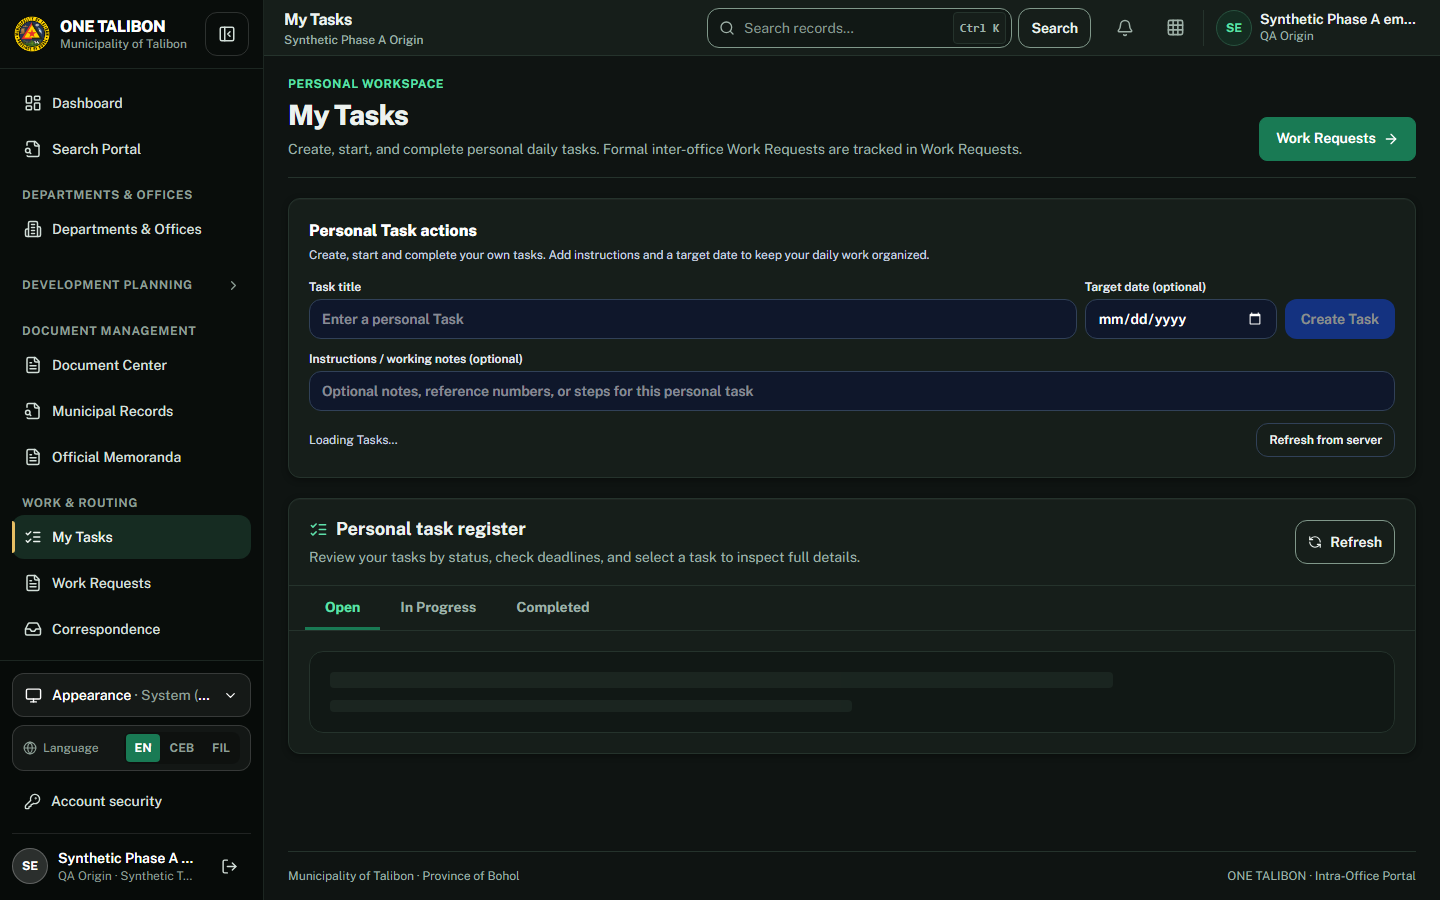 ONE TALIBON
Municipality of Talibon
Dashboard
Search Portal
DEPARTMENTS & OFFICES
Departments & Offices
DEVELOPMENT PLANNING
DOCUMENT MANAGEMENT
Document Center
Municipal Records
Official Memoranda
WORK & ROUTING
My Tasks
Work Requests
Correspondence
Appearance · System (...
Language EN CEB FIL
Account security
SE
Synthetic Phase A ...
QA Origin · Synthetic T...
My Tasks
Synthetic Phase A Origin
Search records... Ctrl K
Search
SE
Synthetic Phase A em...
QA Origin
PERSONAL WORKSPACE
My Tasks
Create, start, and complete personal daily tasks. Formal inter-office Work Requests are tracked in Work Requests.
Work Requests
Personal Task actions
Create, start and complete your own tasks. Add instructions and a target date to keep your daily work organized.
Task title
Enter a personal Task
Target date (optional)
mm/dd/yyyy
Create Task
Instructions / working notes (optional)
Optional notes, reference numbers, or steps for this personal task
Loading Tasks...
Refresh from server
Personal task register
Review your tasks by status, check deadlines, and select a task to inspect full details.
Refresh
Open In Progress Completed
Municipality of Talibon · Province of Bohol
ONE TALIBON · Intra-Office Portal